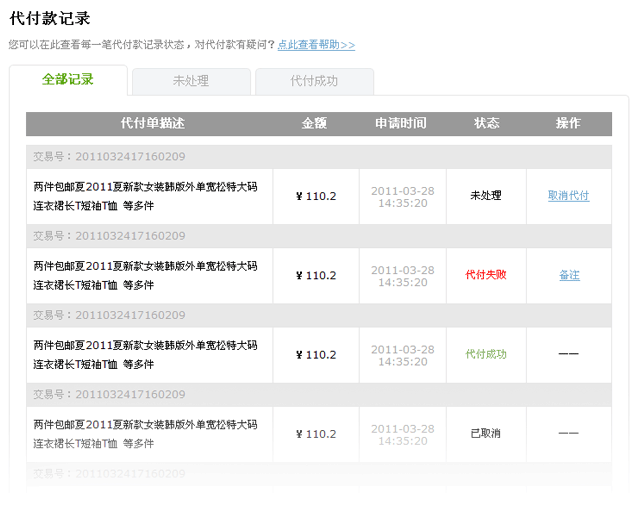 代付款记录
您可以在此查看每一笔代付款记录状态，对代付款有疑问？点此查看帮助>>
全部记录 未处理 代付成功
代付单描述 金额 申请时间 状态 操作
交易号：2011032417160209
两件包邮夏2011夏新款女装韩版外单宽松特大码
连衣裙长T短袖T恤 等多件
¥ 110.2
2011-03-28
14:35:20
未处理
取消代付
交易号：2011032417160209
两件包邮夏2011夏新款女装韩版外单宽松特大码
连衣裙长T短袖T恤 等多件
¥ 110.2
2011-03-28
14:35:20
代付失败
备注
交易号：2011032417160209
两件包邮夏2011夏新款女装韩版外单宽松特大码
连衣裙长T短袖T恤 等多件
¥ 110.2
2011-03-28
14:35:20
代付成功
——
交易号：2011032417160209
两件包邮夏2011夏新款女装韩版外单宽松特大码
连衣裙长T短袖T恤 等多件
¥ 110.2
2011-03-28
14:35:20
已取消
——
交易号：2011032417160209